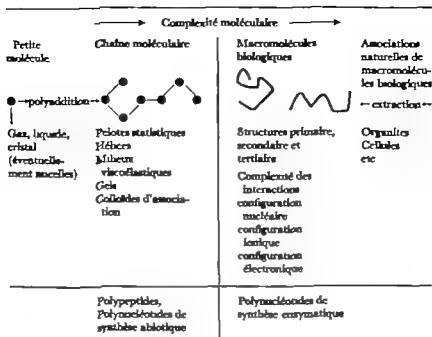 Complexité moléculaire
Petite
molécule
polyaddition
Gaz, liquide,
cristal
(éventuelle-
ment micelles)
Chaîne moléculaire
Pelotes statistiques
Hélices
Milieux
viscoélastiques
Gels
Colloïdes d'associa-
tion
Macromolécules
biologiques
Structures primaire,
secondaire et
tertiaire
Complexité des
interactions
configuration
nucléaire
configuration
ionique
configuration
électronique
Associations
naturelles de
macromolécu-
les biologiques
extraction
Organites
Cellules
etc
Polypeptides,
Polynucléotides de
synthèse abiotique
Polynucléotides de
synthèse enzymatique